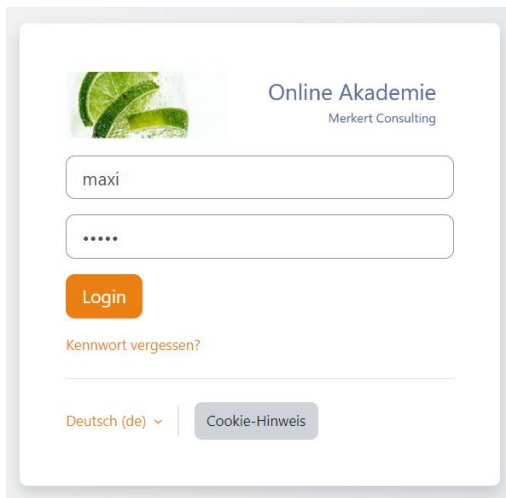 Online Akademie
Merkert Consulting
maxi
•••••
Login
Kennwort vergessen?
Deutsch (de)
Cookie-Hinweis